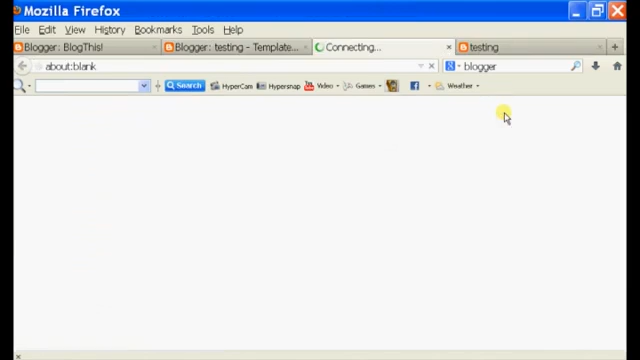 Mozilla Firefox
File Edit View History Bookmarks Tools Help
Blogger: BlogThis! × Blogger: testing - Template... × Connecting... × testing × +
about:blank blogger
Search HyperCam Hypersnap Video Games Weather